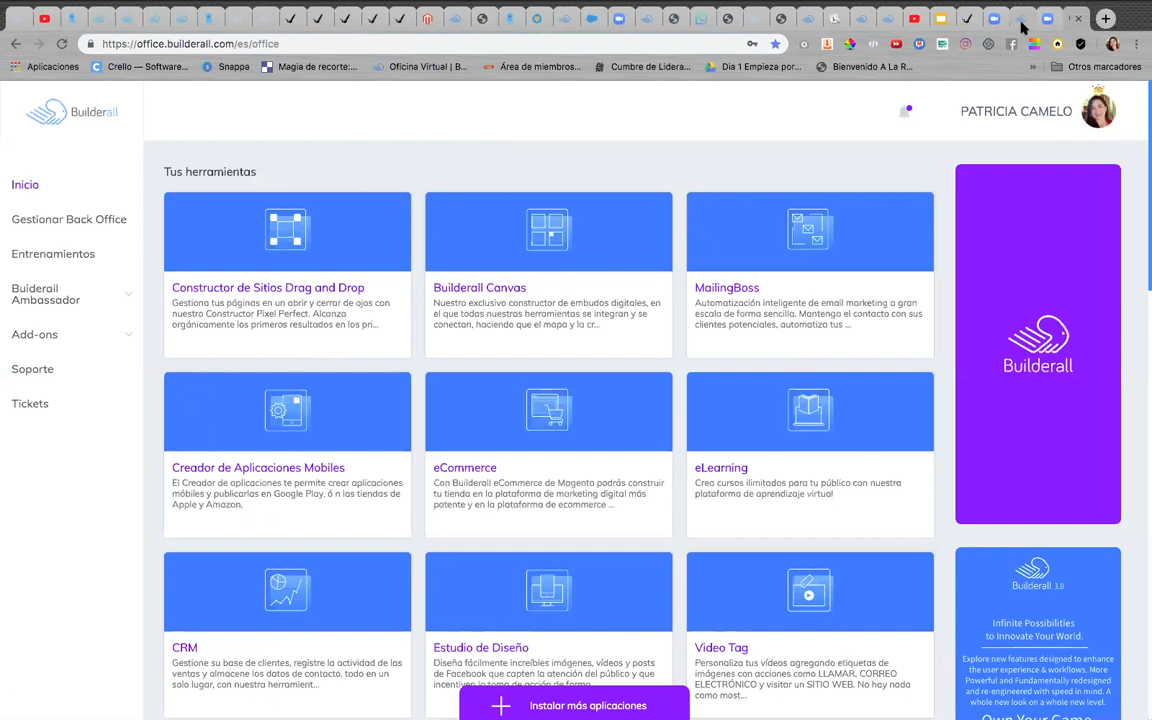 https://office.builderall.com/es/office
Aplicaciones
Crello — Software...
Snappa
Magia de recorte:...
Oficina Virtual | B...
Área de miembros...
Cumbre de Lidera...
Dia 1 Empieza por...
Bienvenido A La R...
»
Otros marcadores
Builderall
PATRICIA CAMELO
Inicio
Gestionar Back Office
Entrenamientos
Buiderall
Ambassador
Add-ons
Soporte
Tickets
Tus herramientas
Constructor de Sitios Drag and Drop
Gestiona tus páginas en un abrir y cerrar de ojos con
nuestro Constructor Pixel Perfect. Alcanza
orgánicamente los primeros resultados en los pri...
Builderall Canvas
Nuestro exclusivo constructor de embudos digitales, en
el que todas nuestras herramientas se integran y se
conectan, haciendo que el mapa y la cr...
MailingBoss
Automatización inteligente de email marketing a gran
escala de forma sencilla. Mantenga el contacto con sus
clientes potenciales, automatiza tus ...
Creador de Aplicaciones Mobiles
El Creador de aplicaciones te permite crear aplicaciones
móviles y publicarlas en Google Play, ó n las tiendas de
Apple y Amazon.
eCommerce
Con Builderall eCommerce de Magento podrás construir
tu tienda en la plataforma de marketing digital más
potente y en la plataforma de ecommerce ...
eLearning
Crea cursos ilimitados para tu público con nuestra
plataforma de aprendizaje virtual
CRM
Gestione su base de clientes, registre la actividad de las
ventas y almacene los datos de contacto, todo en un
solo lugar, con nuestra herramient...
Estudio de Diseño
Diseña fácilmente increíbles imágenes, vídeos y posts
de Facebook que capten la atención del público y que
incentiven la toma de acción de forma
Video Tag
Personaliza tus vídeos agregando etiquetas de
imágenes con acciones como LLAMAR, CORREO
ELECTRÓNICO y visitar un SITIO WEB. No hay nada
como most...
Instalar más aplicaciones
Builderall
Builderall 3.0
Infinite Possibilities
to Innovate Your World.
Explore new features designed to enhance
the user experience & workflows. More
Powerful and Fundamentally redesigned
and re-engineered with speed in mind. A
whole new look on a whole new level.
Own Your Game